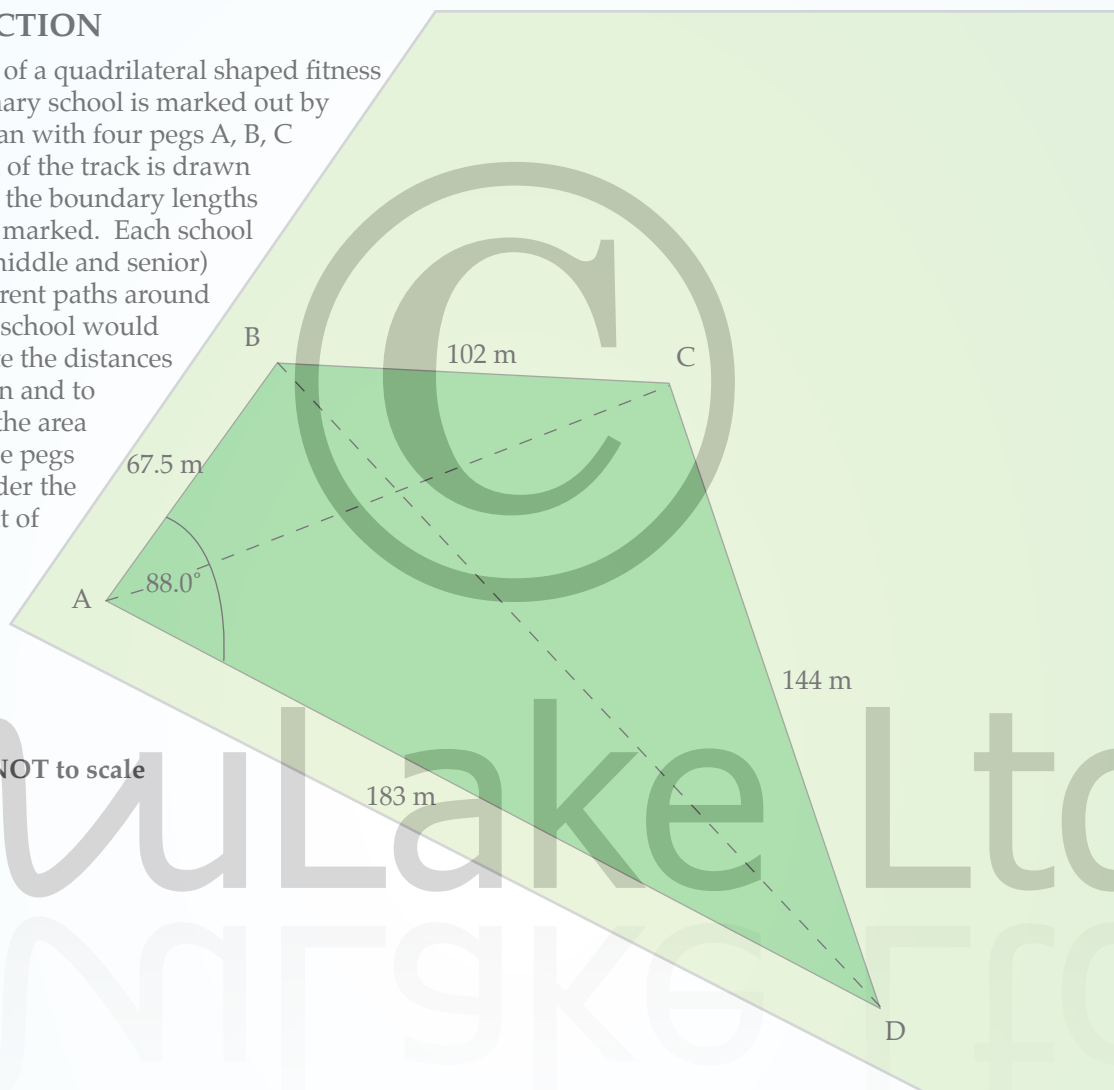 CTION
of a quadrilateral shaped fitness
ary school is marked out by
an with four pegs A, B, C
of the track is drawn
the boundary lengths
marked. Each school
middle and senior)
rent paths around
school would
e the distances
n and to
the area
e pegs
der the
t of
B
102 m
C
67.5 m
A
88.0°
144 m
NOT to scale
183 m
D
©
uLake Ltd